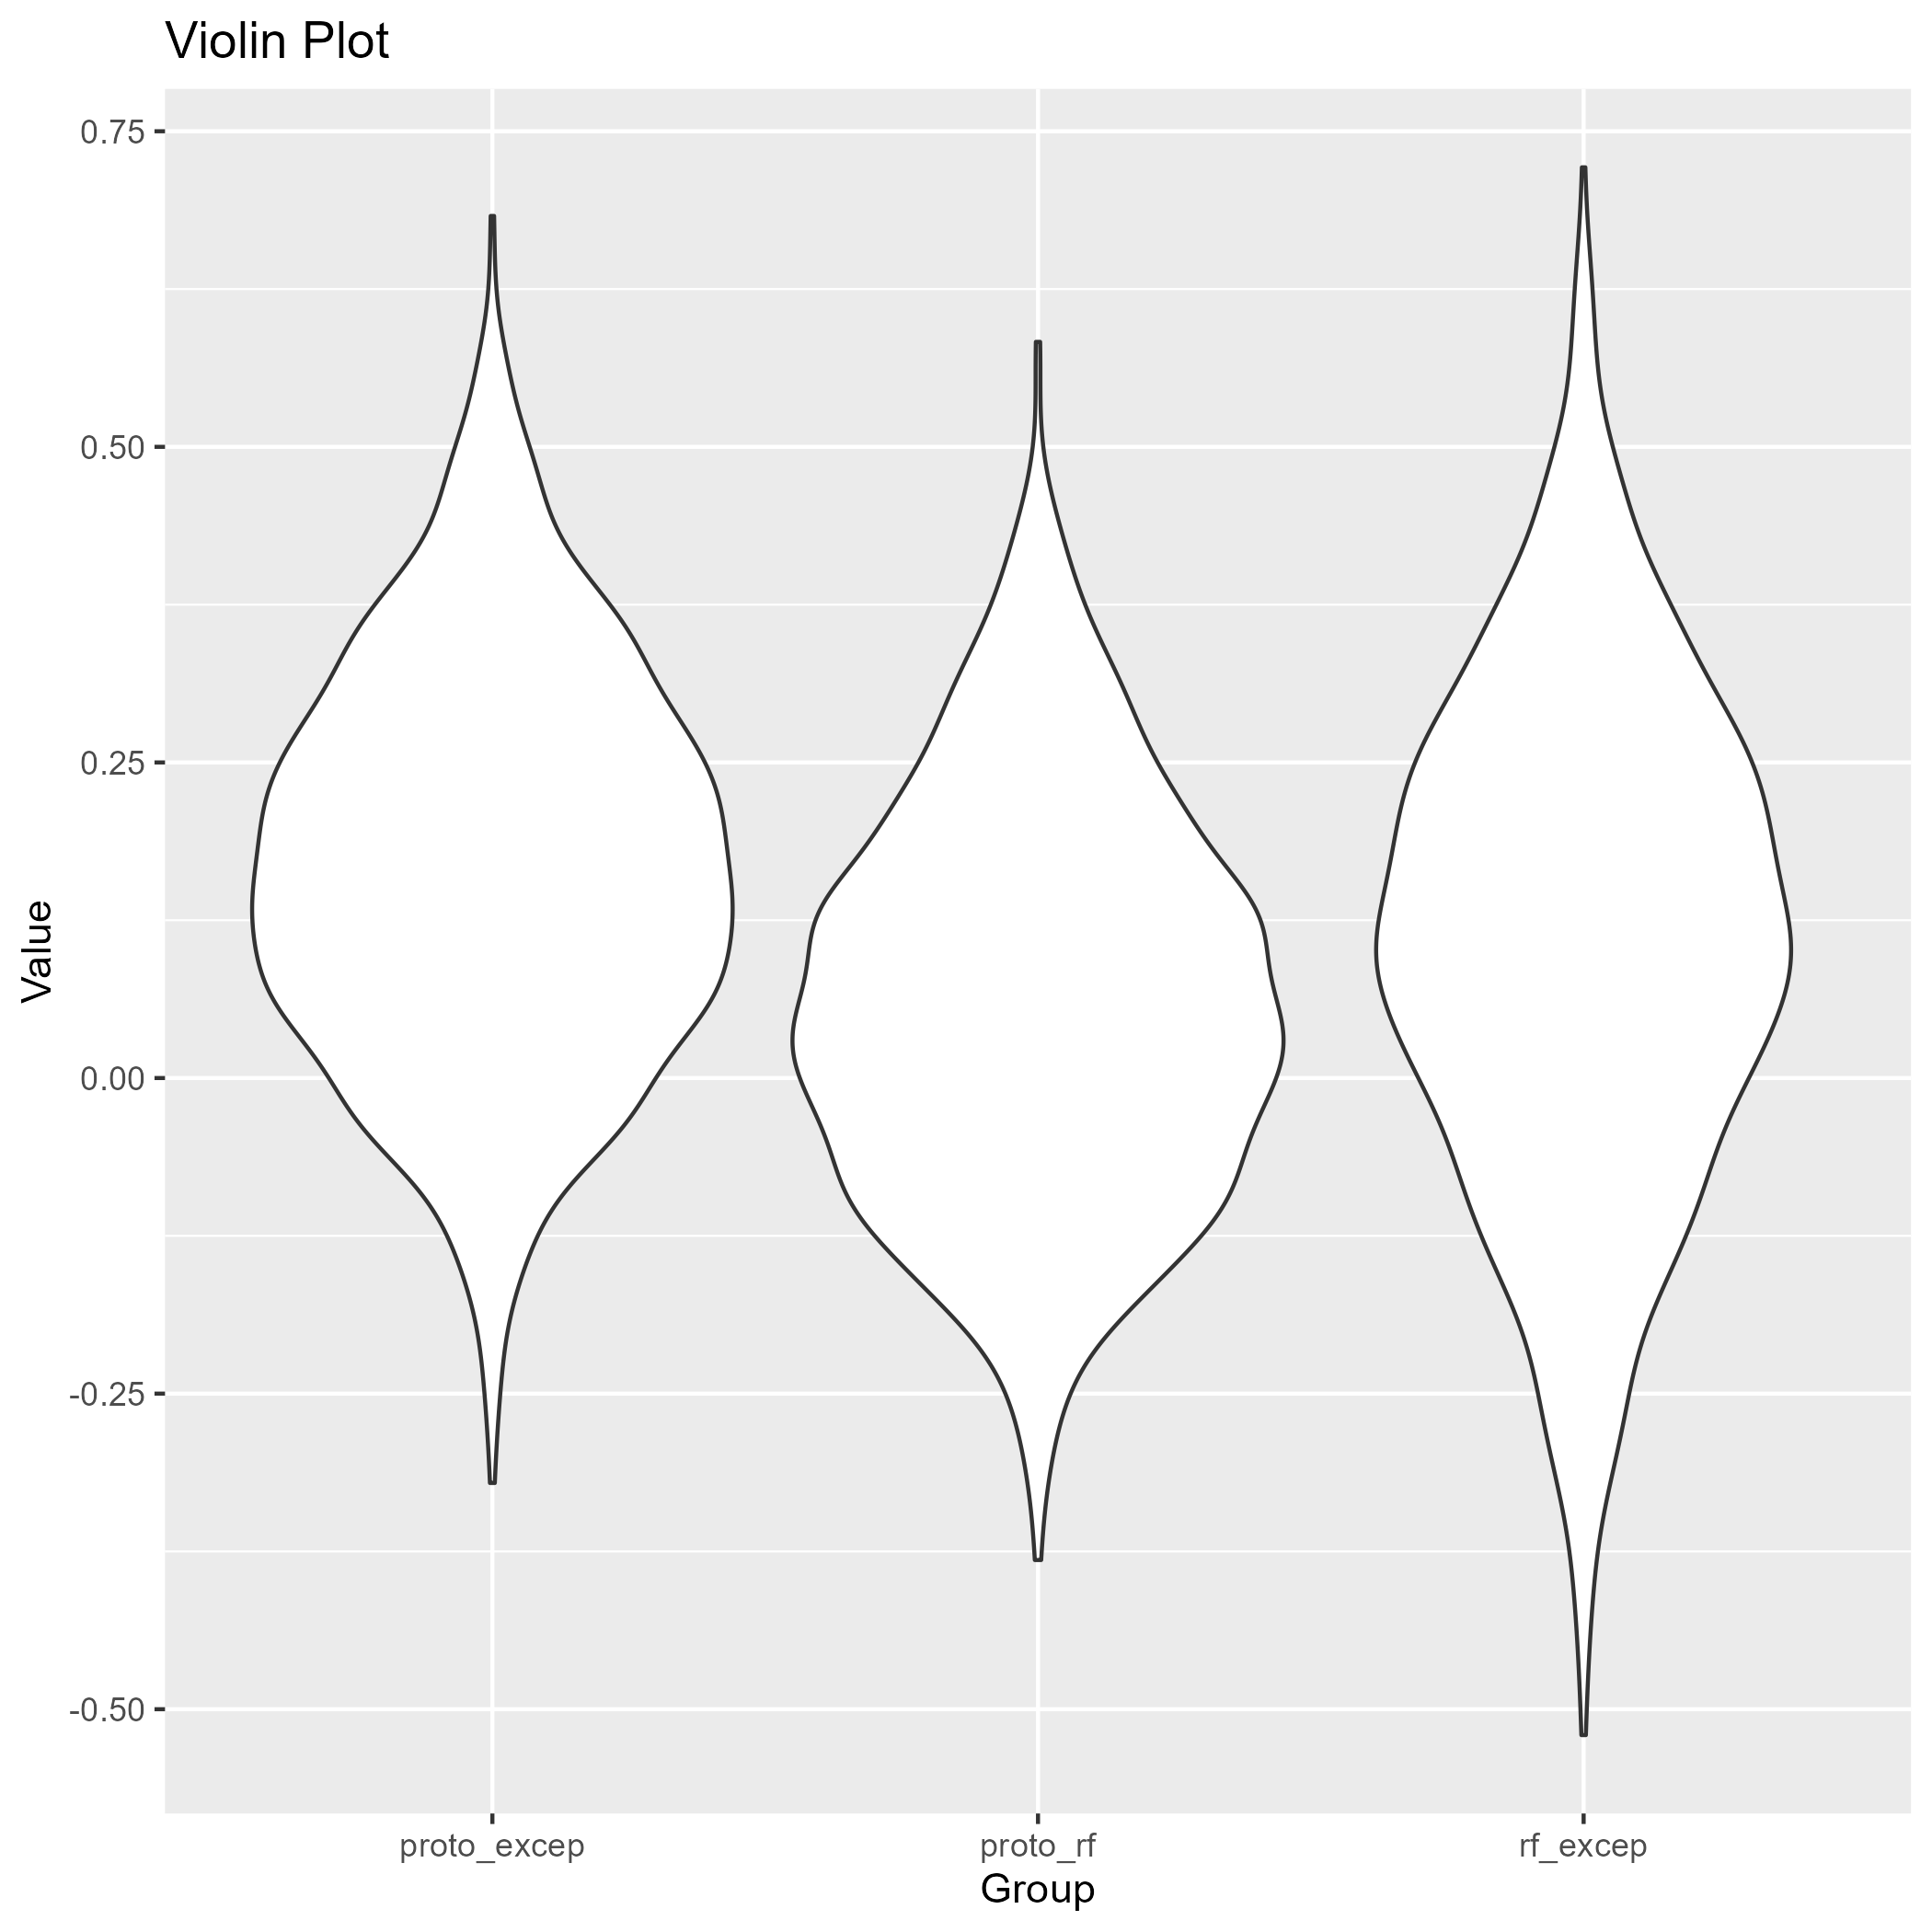 Violin Plot
0.75
0.50
0.25
0.00
-0.25
-0.50
Value
proto_excep
proto_rf
rf_excep
Group